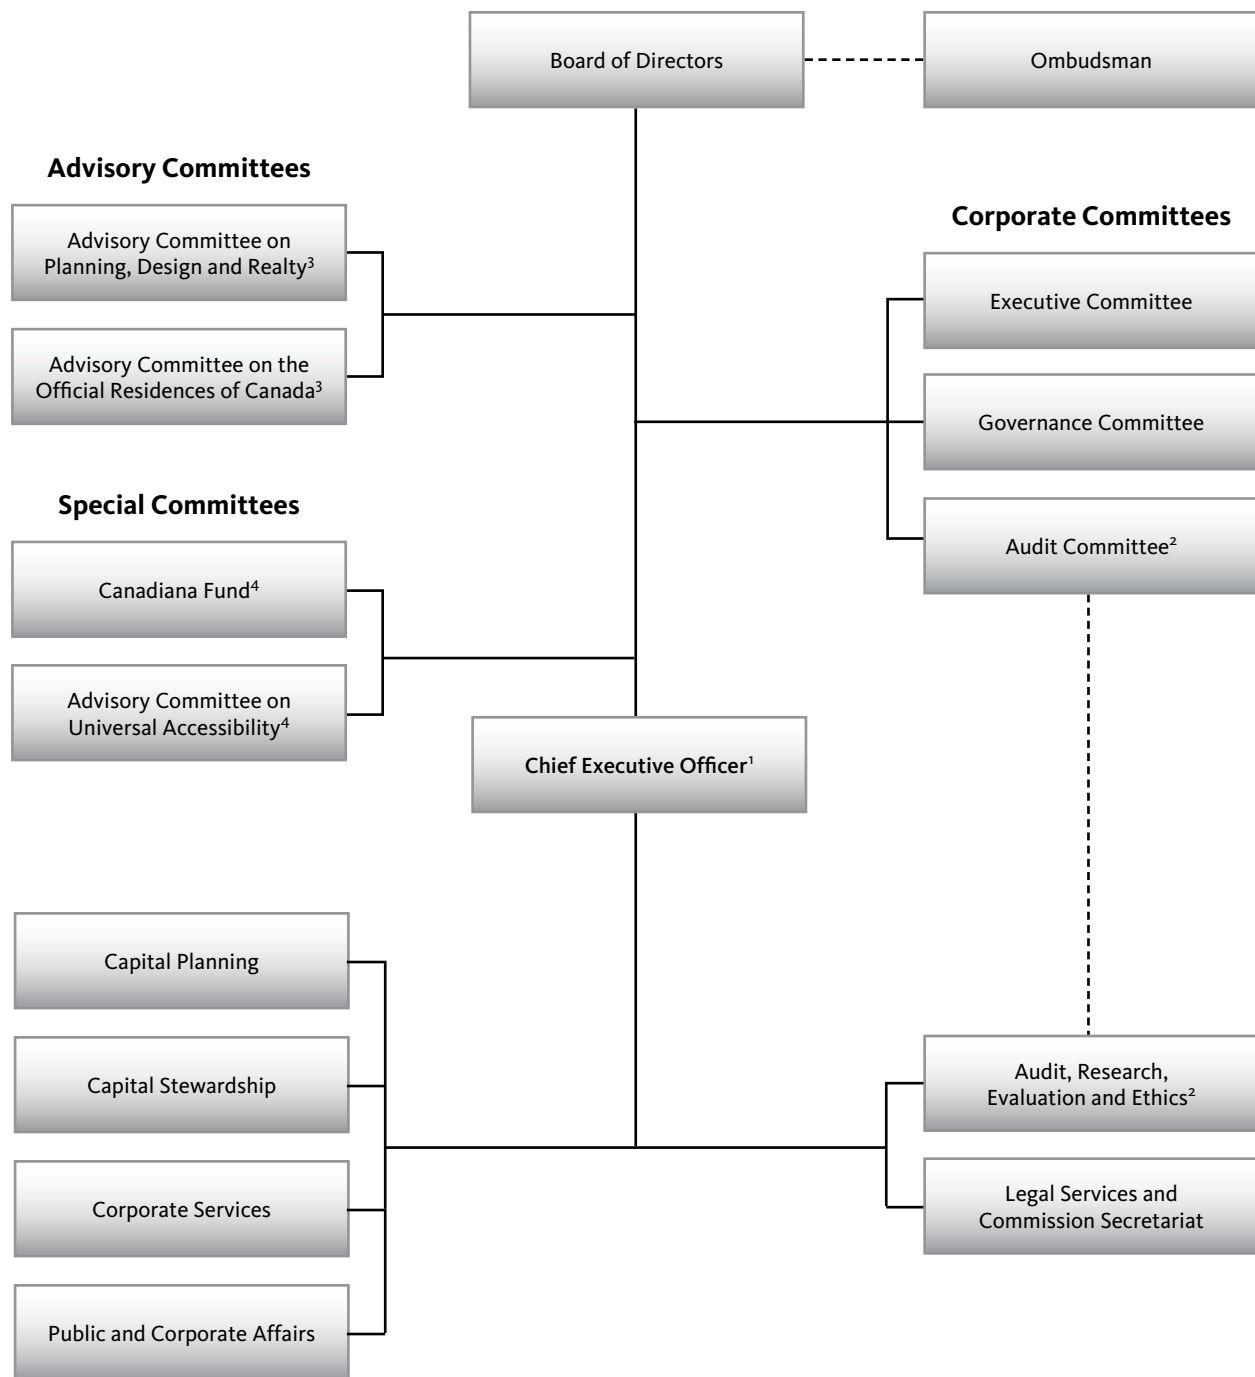 Board of Directors
Ombudsman
Advisory Committees
Advisory Committee on
Planning, Design and Realty³
Advisory Committee on the
Official Residences of Canada³
Corporate Committees
Executive Committee
Governance Committee
Audit Committee²
Special Committees
Canadiana Fund⁴
Advisory Committee on
Universal Accessibility⁴
Chief Executive Officer¹
Capital Planning
Capital Stewardship
Corporate Services
Public and Corporate Affairs
Audit, Research,
Evaluation and Ethics²
Legal Services and
Commission Secretariat